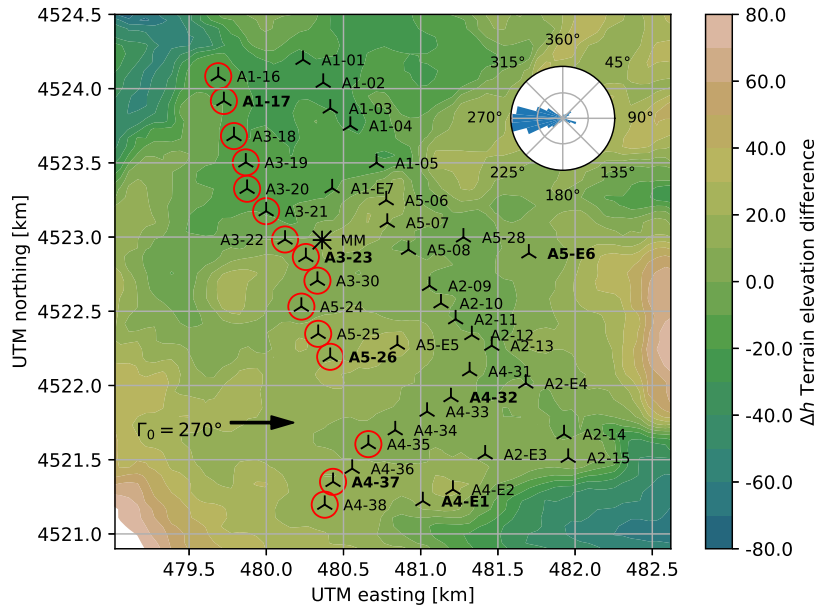 4524.5
4524.0
4523.5
4523.0
4522.5
4522.0
4521.5
4521.0
UTM northing [km]
479.5
480.0
480.5
481.0
481.5
482.0
482.5
UTM easting [km]
A1-01
A1-16
A1-02
A1-17
A1-03
A1-04
A3-18
A3-19
A1-05
A3-20
A1-E7
A5-06
A3-21
A5-07
A3-22
MM
A5-28
A5-08
A5-E6
A3-23
A3-30
A2-09
A5-24
A2-10
A2-11
A5-25
A2-12
A5-E5
A2-13
A5-26
A4-31
A2-E4
A4-32
A4-33
Γ0 = 270°
A4-34
A2-14
A4-35
A2-E3
A2-15
A4-36
A4-37
A4-E2
A4-38
A4-E1
360°
315°
45°
270°
90°
225°
135°
180°
80.0
60.0
40.0
20.0
0.0
-20.0
-40.0
-60.0
-80.0
Δh Terrain elevation difference